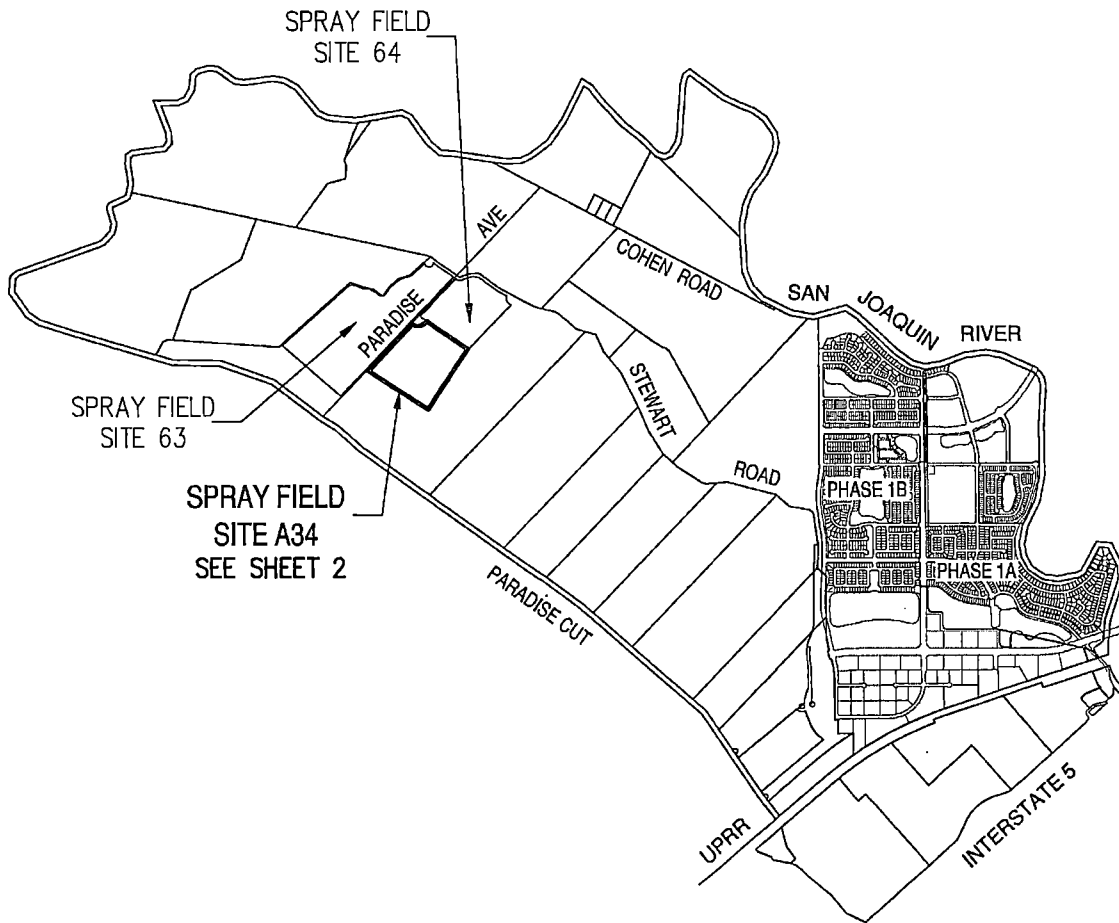 SPRAY FIELD
SITE 64
AVE
COHEN ROAD
SAN JOAQUIN RIVER
PARADISE
STEWART
ROAD
SPRAY FIELD
SITE 63
SPRAY FIELD
SITE A34
SEE SHEET 2
PHASE 1B
PHASE 1A
PARADISE CUT
UPRR
INTERSTATE 5